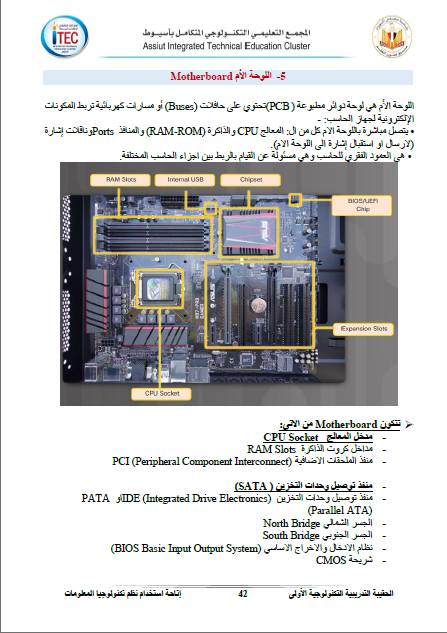 المجمع التعليمي التكنولوجي المتكامل بأسيوط
Assiut Integrated Technical Education Cluster
iTEC
5- اللوحة الأم Motherboard
اللوحة الأم هي لوحة دوائر مطبوعة (PCB) تحتوي على حافلات (Buses) أو مسارات كهربائية تربط المكونات
الإلكترونية لجهاز الحاسب: -
• يتصل مباشرة باللوحة الام كل من ال: المعالج CPU والذاكرة (RAM-ROM) والمنافذ Ports وناقلات إشارة
(لارسال او استقبال إشارة الى اللوحة الام).
• هي العمود الفقري للحاسب وهي مسئولة عن القيام بالربط بين اجزاء الحاسب المختلفة.
RAM Slots
Internal USB
Chipset
BIOS/UEFI
Chip
Expansion Slots
CPU Socket
➢ تتكون Motherboard من الاتي:
- مدخل المعالج CPU Socket
- مداخل كروت الذاكرة RAM Slots
- منفذ الملحقات الاضافية PCI (Peripheral Component Interconnect)
- منفذ توصيل وحدات التخزين (SATA)
- منفذ توصيل وحدات التخزين IDE (Integrated Drive Electronics) او PATA
(Parallel ATA)
- الجسر الشمالي North Bridge
- الجسر الجنوبي South Bridge
- نظام الادخال والاخراج الاساسي (BIOS Basic Input Output System)
- شريحة CMOS
الحقيبة التدريبية التكنولوجية الأولى 42 إتاحة استخدام نظم تكنولوجيا المعلومات